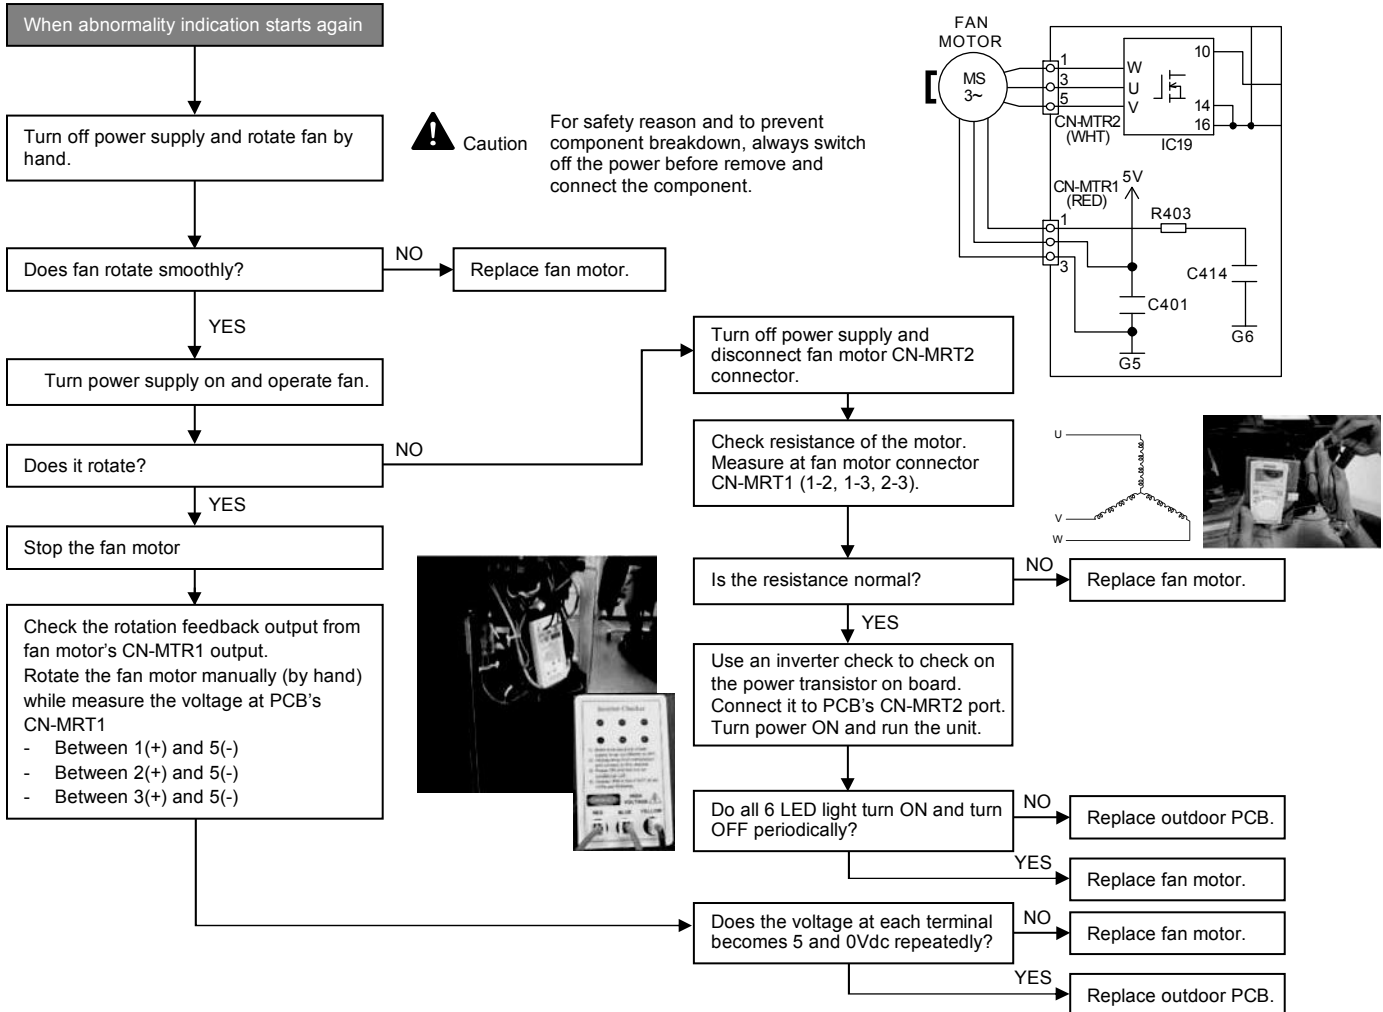 When abnormality indication starts again
Turn off power supply and rotate fan by
hand.
Caution
For safety reason and to prevent
component breakdown, always switch
off the power before remove and
connect the component.
Does fan rotate smoothly?
NO
Replace fan motor.
YES
Turn power supply on and operate fan.
Does it rotate?
NO
YES
Stop the fan motor
Check the rotation feedback output from
fan motor's CN-MTR1 output.
Rotate the fan motor manually (by hand)
while measure the voltage at PCB's
CN-MRT1
- Between 1(+) and 5(-)
- Between 2(+) and 5(-)
- Between 3(+) and 5(-)
Turn off power supply and
disconnect fan motor CN-MRT2
connector.
Check resistance of the motor.
Measure at fan motor connector
CN-MRT1 (1-2, 1-3, 2-3).
Is the resistance normal?
NO
Replace fan motor.
YES
Use an inverter check to check on
the power transistor on board.
Connect it to PCB's CN-MRT2 port.
Turn power ON and run the unit.
Do all 6 LED light turn ON and turn
OFF periodically?
NO
Replace outdoor PCB.
YES
Replace fan motor.
Does the voltage at each terminal
becomes 5 and 0Vdc repeatedly?
NO
Replace fan motor.
YES
Replace outdoor PCB.
FAN
MOTOR
MS
3~
1
3
5
W
U
V
10
14
16
CN-MTR2
(WHT)
IC19
CN-MTR1
(RED)
5V
1
3
R403
C414
C401
G6
G5
U
V
W
Inverter Checker
HIGH
VOLTAGE
RED BLUE YELLOW